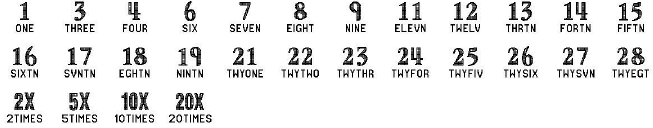 1 3 4 6 7 8 9 11 12 13 14 15
ONE THREE FOUR SIX SEVEN EIGHT NINE ELEVN TWELV THRTN FORTN FIFTN
16 17 18 19 21 22 23 24 25 26 27 28
SIXTN SVNTN EGHTN NINTN TWYONE TWYTWO TWYTHR TWYFOR TWYFIV TWYSIX TWYSVN TWYEGT
2X 5X 10X 20X
2TIMES 5TIMES 10TIMES 20TIMES